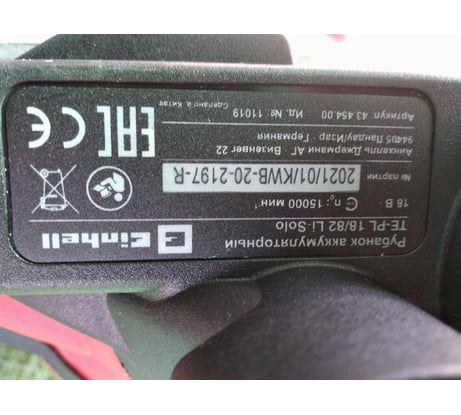 Einhell
Рубанок аккумуляторный
TE-PL 18/82 Li Solo
18 В n₀: 15000 мин⁻¹
№ партии 2021/01/KWB-20-2197-R
Айнхель Джермани АГ · Визенвег 22
94405 Ландау/Изар · Германия
Артикул: 43.454.00 Ид. №: 11019 Сделано в Китае
CE EAC